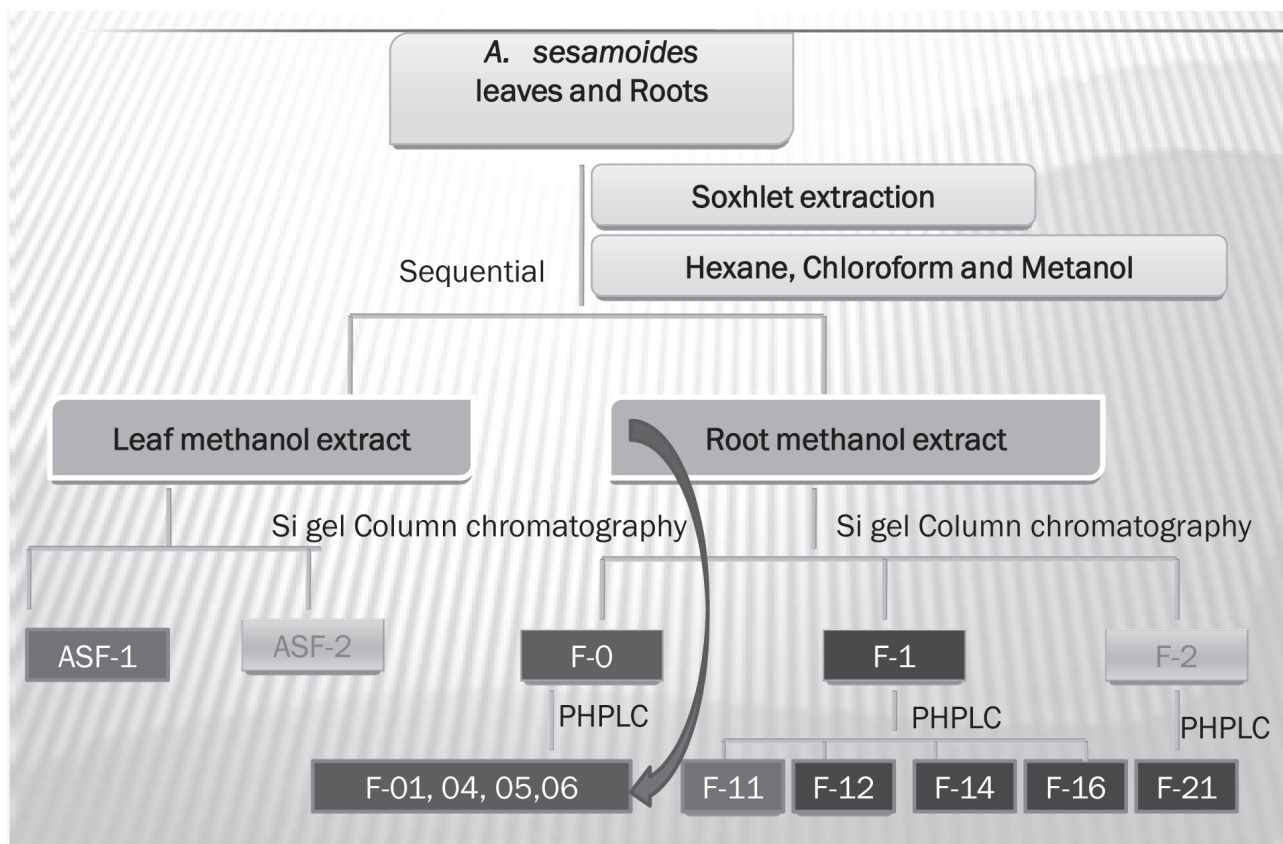 A. sesamoides
leaves and Roots
Soxhlet extraction
Sequential
Hexane, Chloroform and Metanol
Leaf methanol extract
Root methanol extract
Si gel Column chromatography
Si gel Column chromatography
ASF-1
ASF-2
F-0
F-1
F-2
PHPLC
PHPLC
PHPLC
F-01, 04, 05,06
F-11
F-12
F-14
F-16
F-21